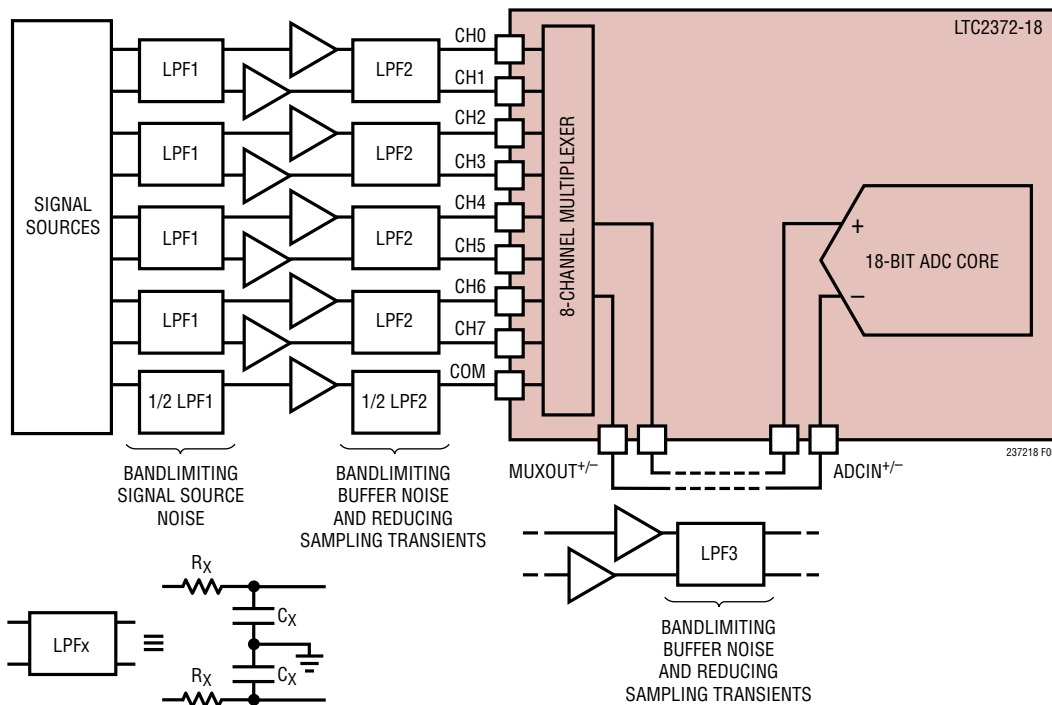 LTC2372-18
SIGNAL
SOURCES
LPF1
LPF2
CH0
CH1
LPF1
LPF2
CH2
CH3
LPF1
LPF2
CH4
CH5
LPF1
LPF2
CH6
CH7
1/2 LPF1
1/2 LPF2
COM
8-CHANNEL MULTIPLEXER
+
–
18-BIT ADC CORE
237218 F03
BANDLIMITING
SIGNAL SOURCE
NOISE
BANDLIMITING
BUFFER NOISE
AND REDUCING
SAMPLING TRANSIENTS
MUXOUT+/–
ADCIN+/–
LPF3
BANDLIMITING
BUFFER NOISE
AND REDUCING
SAMPLING TRANSIENTS
LPFx
≡
RX
CX
RX
CX